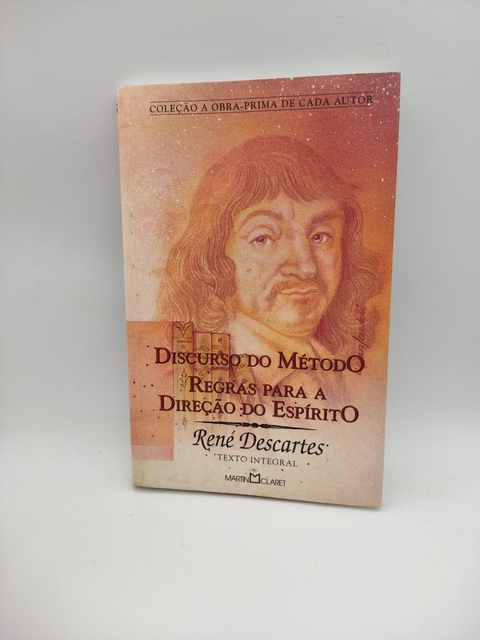 COLEÇÃO A OBRA-PRIMA DE CADA AUTOR
DISCURSO DO MÉTODO
REGRAS PARA A
DIREÇÃO DO ESPÍRITO
René Descartes
TEXTO INTEGRAL
MARTIN CLARET